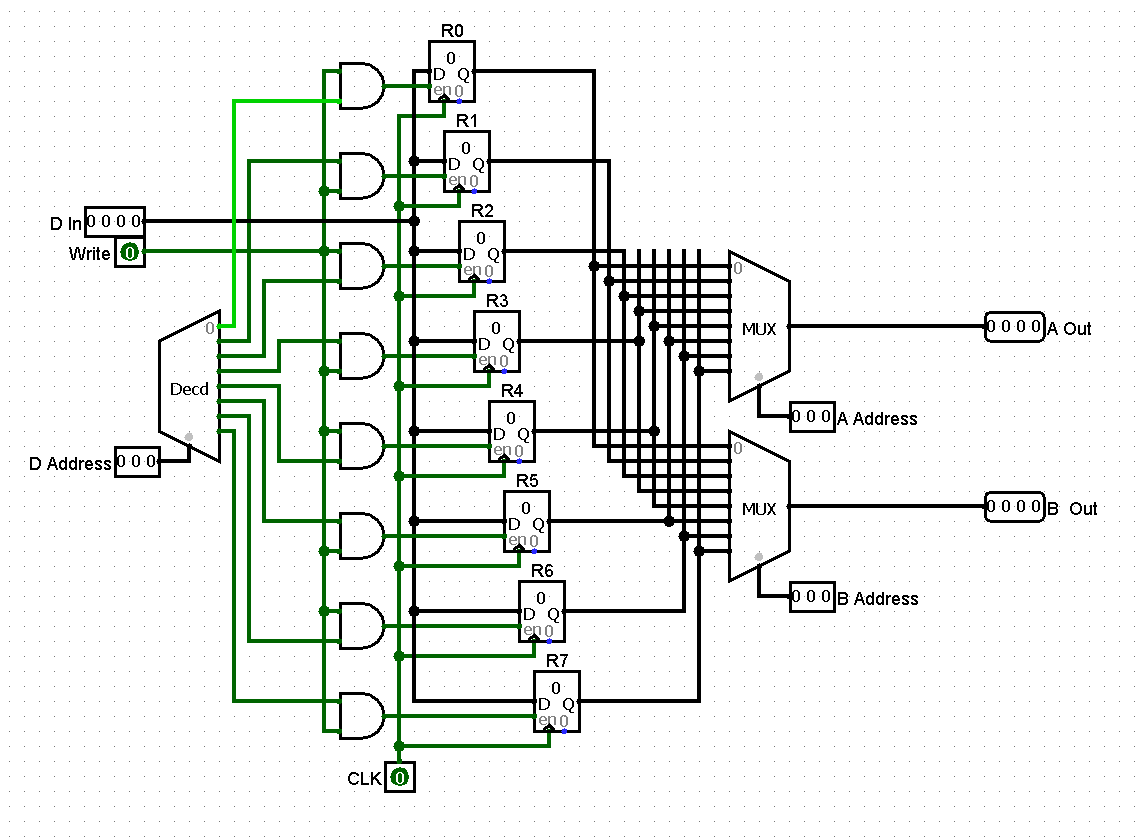 R0
0
D Q
en 0
R1
0
D Q
en 0
D In 0 0 0 0
Write 0
R2
0
D Q
en 0
0
R3
0
D Q
en 0
0
MUX
A Out
0 0 0 0
Decd
R4
0
D Q
en 0
0 0 0 A Address
D Address 0 0 0
0
R5
0
D Q
en 0
MUX
0 0 0 0 B Out
R6
0
D Q
en 0
0 0 0 B Address
R7
0
D Q
en 0
CLK 0